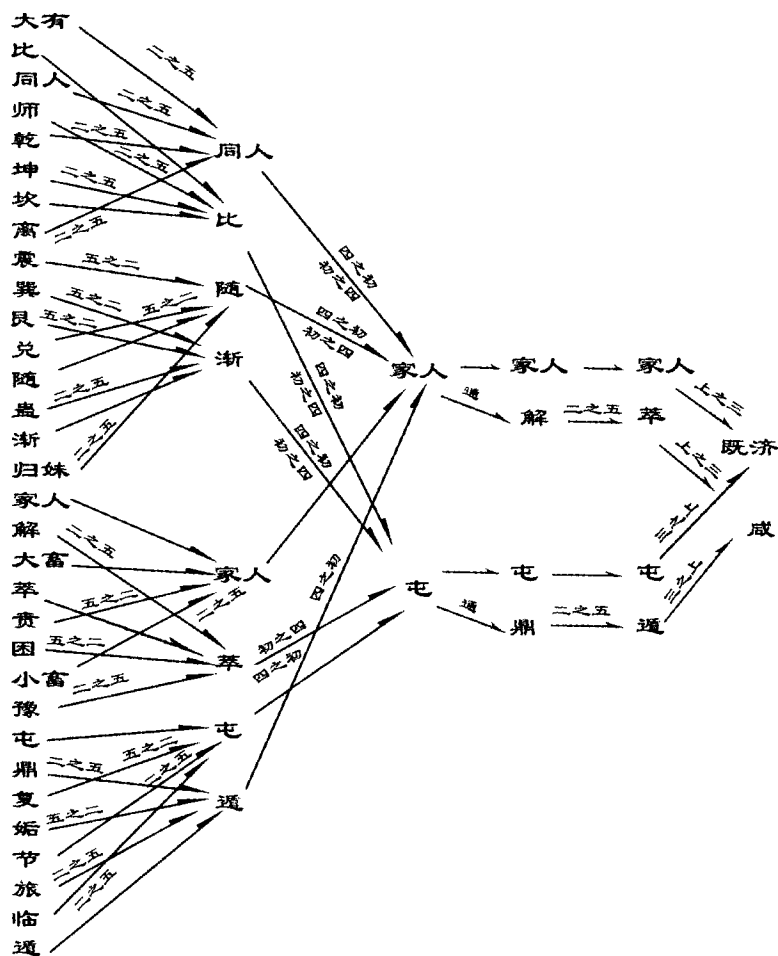 大有
比
同人
师
乾
坤
坎
离
震
巽
艮
兑
随
蛊
渐
归妹
家人
解
大畜
萃
贲
困
小畜
豫
屯
鼎
复
姤
节
旅
临
遁
二之五
二之五
二之五
二之五
二之五
二之五
五之二
五之二
五之二
五之二
二之五
二之五
二之五
五之二
二之五
五之二
二之五
五之二
二之五
二之五
五之二
二之五
二之五
同人
比
随
渐
家人
萃
屯
遁
四之初
初之四
四之初
初之四
四之初
初之四
四之初
初之四
四之初
初之四
四之初
家人
屯
通
通
家人
解
屯
鼎
二之五
二之五
家人
萃
屯
遁
上之三
上之三
三之上
三之上
既济
咸